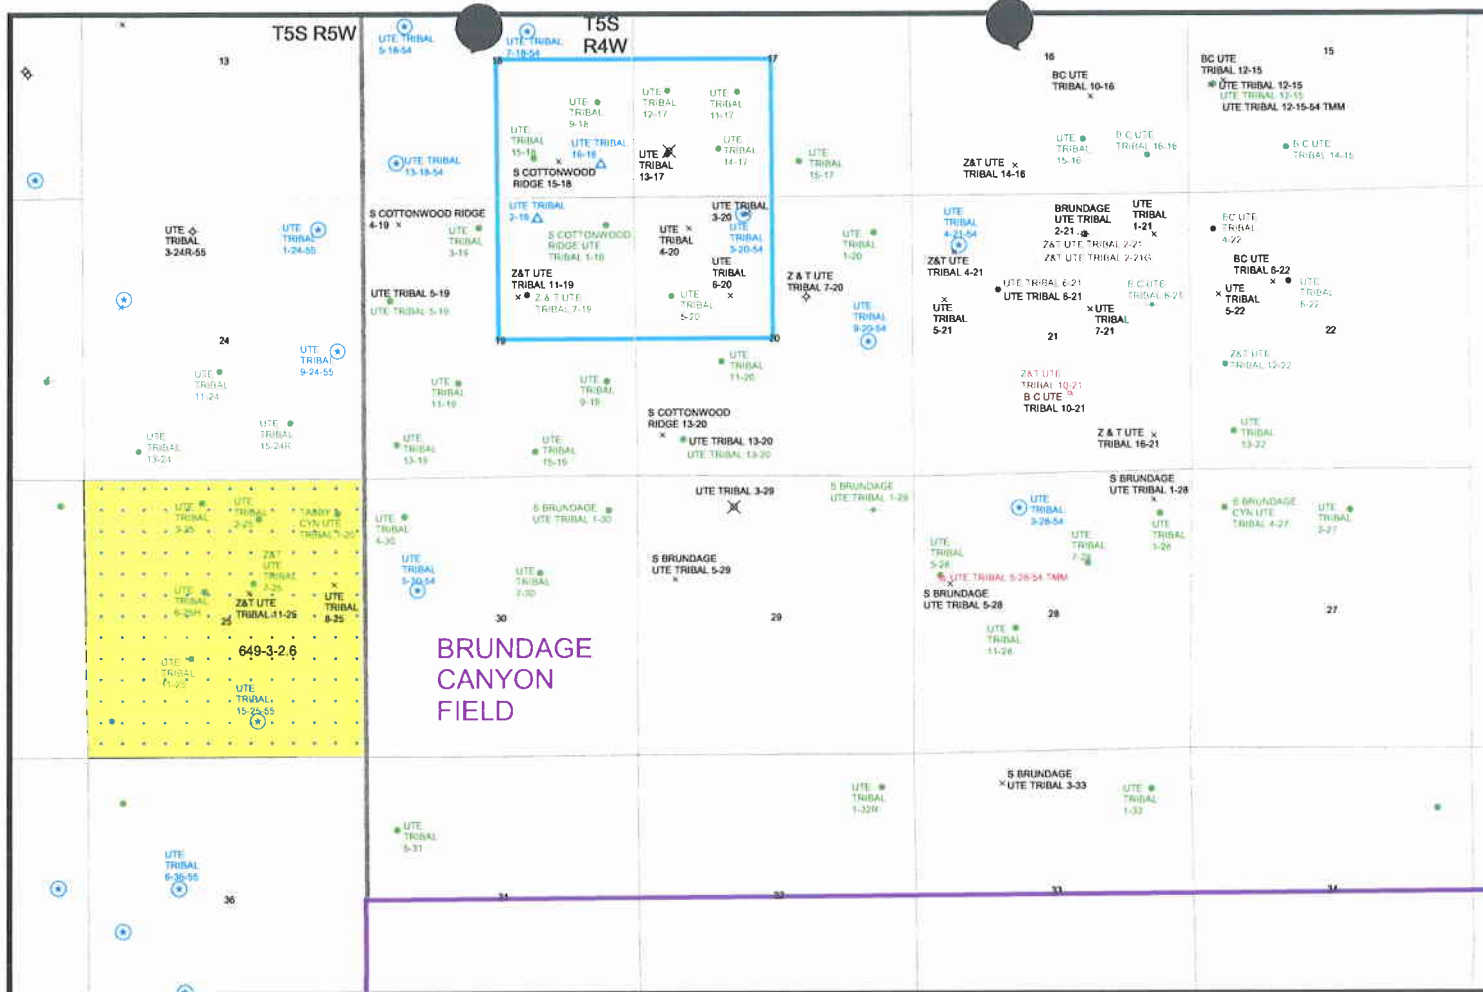 T5S R5W
T5S
R4W
13
18
17
16
15
UTE TRIBAL
5-18-54
UTE TRIBAL
7-18-54
UTE
TRIBAL
9-18
UTE
TRIBAL
12-17
UTE
TRIBAL
11-17
BC UTE
TRIBAL 10-16
BC UTE
TRIBAL 12-15
UTE TRIBAL 12-15
UTE TRIBAL 12-15
UTE TRIBAL 12-15-54 TMM
UTE TRIBAL
13-18-54
UTE
TRIBAL
15-18
UTE TRIBAL
16-18
S COTTONWOOD
RIDGE 15-18
UTE
TRIBAL
13-17
UTE
TRIBAL
14-17
UTE
TRIBAL
15-17
Z&T UTE
TRIBAL 14-16
UTE
TRIBAL
15-16
B C UTE
TRIBAL 16-16
B C UTE
TRIBAL 14-15
UTE
TRIBAL
3-24R-55
UTE
TRIBAL
1-24-55
S COTTONWOOD RIDGE
4-19
UTE
TRIBAL
3-19
UTE TRIBAL
2-18
S COTTONWOOD
RIDGE UTE
TRIBAL 1-18
UTE
TRIBAL
4-20
UTE TRIBAL
3-20
UTE
TRIBAL
3-20-54
UTE
TRIBAL
1-20
UTE
TRIBAL
4-21-54
Z&T UTE
TRIBAL 4-21
BRUNDAGE
UTE TRIBAL
2-21
UTE
TRIBAL
1-21
Z&T UTE TRIBAL 2-21
Z&T UTE TRIBAL 2-21G
BC UTE
TRIBAL
4-22
BC UTE
TRIBAL 6-22
UTE TRIBAL 5-19
UTE TRIBAL 5-19
Z&T UTE
TRIBAL 11-19
Z & T UTE
TRIBAL 7-19
UTE
TRIBAL
5-20
UTE
TRIBAL
6-20
Z & T UTE
TRIBAL 7-20
UTE
TRIBAL
9-20-54
UTE TRIBAL 6-21
UTE TRIBAL 6-21
UTE
TRIBAL
5-21
UTE
TRIBAL
7-21
B C UTE
TRIBAL 8-21
UTE
TRIBAL
5-22
UTE
TRIBAL
6-22
24
19
20
21
22
UTE
TRIBAL
9-24-55
UTE
TRIBAL
11-24
UTE
TRIBAL
11-19
UTE
TRIBAL
9-19
UTE
TRIBAL
11-20
Z&T UTE
TRIBAL 10-21
B C UTE
TRIBAL 10-21
Z&T UTE
TRIBAL 12-22
UTE
TRIBAL
13-24
UTE
TRIBAL
15-24R
UTE
TRIBAL
13-19
UTE
TRIBAL
15-19
S COTTONWOOD
RIDGE 13-20
UTE TRIBAL 13-20
UTE TRIBAL 13-20
Z & T UTE
TRIBAL 16-21
UTE
TRIBAL
13-22
UTE
TRIBAL
3-25
UTE
TRIBAL
2-25
TABBY
CYN UTE
TRIBAL 1-25
UTE
TRIBAL
4-30
S BRUNDAGE
UTE TRIBAL 1-30
UTE TRIBAL 3-29
S BRUNDAGE
UTE TRIBAL 1-29
UTE
TRIBAL
3-28-54
S BRUNDAGE
UTE TRIBAL 1-28
UTE
TRIBAL
1-28
S BRUNDAGE
CYN UTE
TRIBAL 4-27
UTE
TRIBAL
2-27
Z&T
UTE
TRIBAL
7-25
UTE
TRIBAL
6-25H
Z&T UTE
TRIBAL 11-25
UTE
TRIBAL
8-25
UTE
TRIBAL
5-30-54
UTE
TRIBAL
7-30
S BRUNDAGE
UTE TRIBAL 5-29
UTE
TRIBAL
5-28
UTE TRIBAL 5-28-54 TMM
S BRUNDAGE
UTE TRIBAL 5-28
UTE
TRIBAL
7-28
25
30
29
28
27
649-3-2.6
UTE
TRIBAL
11-25
UTE
TRIBAL
15-25-55
UTE
TRIBAL
11-28
BRUNDAGE
CANYON
FIELD
S BRUNDAGE
UTE TRIBAL 3-33
UTE
TRIBAL
1-32R
UTE
TRIBAL
1-33
UTE
TRIBAL
5-31
UTE
TRIBAL
6-36-55
36
31
32
33
34